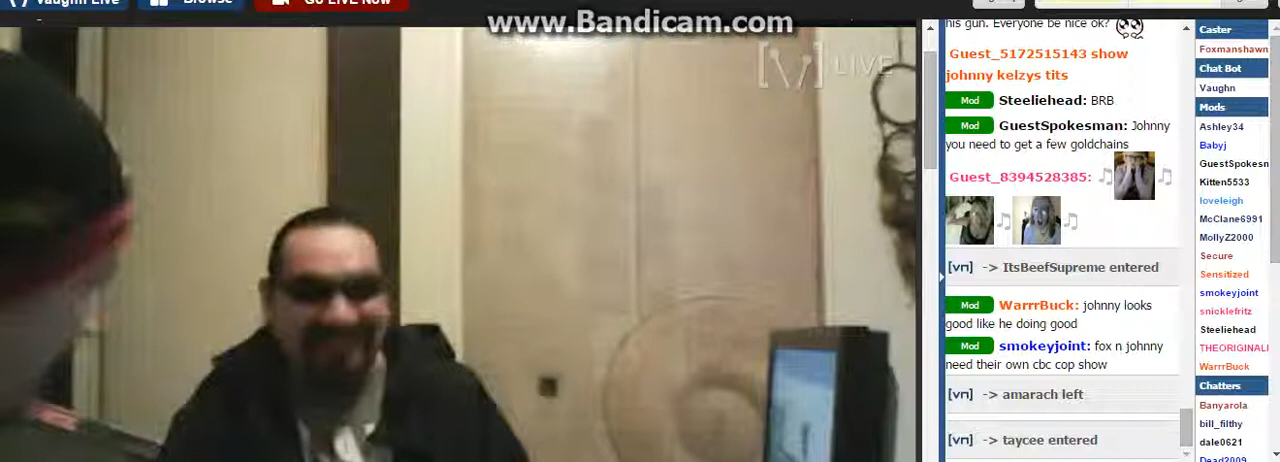 Vaughn Live
Browse
Go LIVE Now
www.Bandicam.com
[V] LIVE
his gun. Everyone be nice ok?
Guest_5172515143 show
johnny kelzys tits
Mod Steeliehead: BRB
Mod GuestSpokesman: Johnny
you need to get a few goldchains
Guest_8394528385:
[vn] -> ItsBeefSupreme entered
Mod WarrrBuck: johnny looks
good like he doing good
Mod smokeyjoint: fox n johnny
need their own cbc cop show
[vn] -> amarach left
[vn] -> taycee entered
Caster
Foxmanshawn
Chat Bot
Vaughn
Mods
Ashley34
Babyj
GuestSpokesn
Kitten5533
loveleigh
McClane6991
MollyZ2000
Secure
Sensitized
smokeyjoint
snicklefritz
Steeliehead
THEORIGINALI
WarrrBuck
Chatters
Banyarola
bill_filthy
dale0621
Dead2009